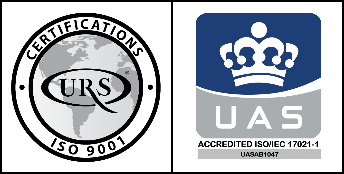 CERTIFICATIONS
URS
ISO 9001
UAS
ACCREDITED ISO/IEC 17021-1
UASAB1047